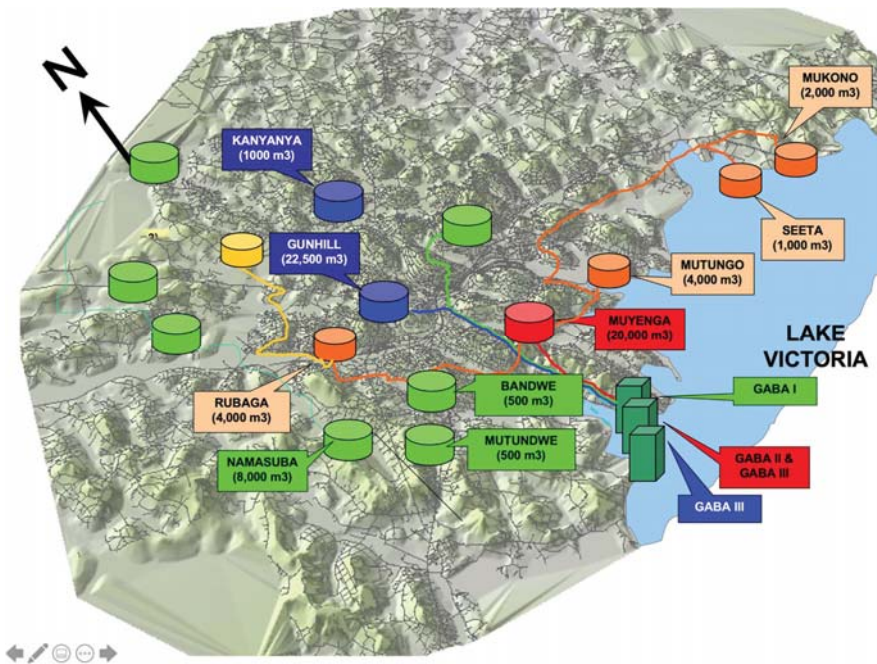 N
MUKONO
(2,000 m3)
KANYANYA
(1000 m3)
SEETA
(1,000 m3)
GUNHILL
(22,500 m3)
MUTUNGO
(4,000 m3)
MUYENGA
(20,000 m3)
LAKE
VICTORIA
RUBAGA
(4,000 m3)
BANDWE
(500 m3)
GABA I
NAMASUBA
(8,000 m3)
MUTUNDWE
(500 m3)
GABA II &
GABA III
GABA III